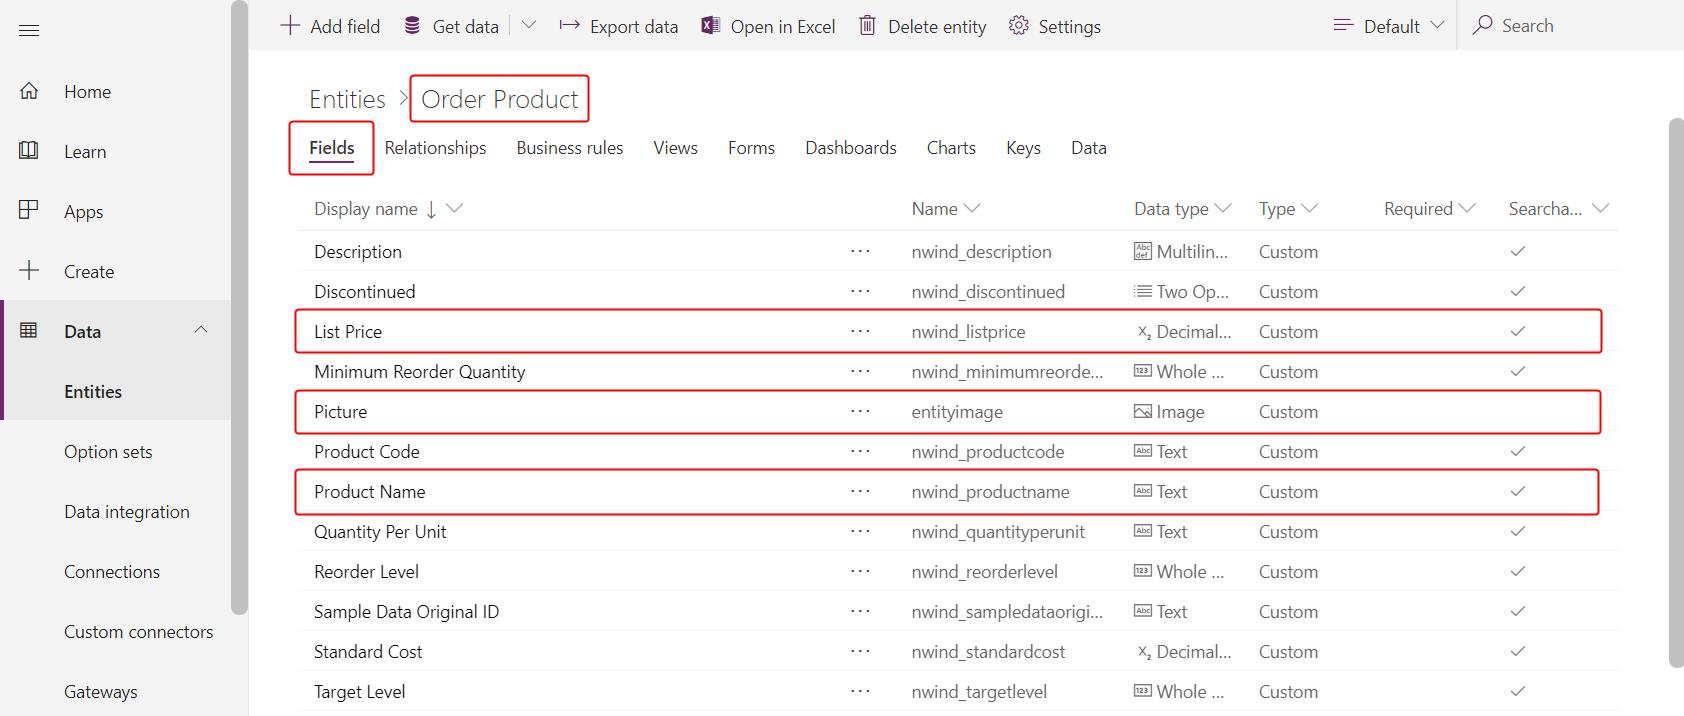 Add field Get data Export data Open in Excel Delete entity Settings Default Search
Home
Learn
Apps
Create
Data
Entities
Option sets
Data integration
Connections
Custom connectors
Gateways
Entities > Order Product
Fields Relationships Business rules Views Forms Dashboards Charts Keys Data
Display name ↓ Name Data type Type Required Searcha...
Description ··· nwind_description Multilin... Custom ✓
Discontinued ··· nwind_discontinued Two Op... Custom ✓
List Price ··· nwind_listprice Decimal... Custom ✓
Minimum Reorder Quantity ··· nwind_minimumreorde... Whole ... Custom ✓
Picture ··· entityimage Image Custom
Product Code ··· nwind_productcode Text Custom ✓
Product Name ··· nwind_productname Text Custom ✓
Quantity Per Unit ··· nwind_quantityperunit Text Custom ✓
Reorder Level ··· nwind_reorderlevel Whole ... Custom ✓
Sample Data Original ID ··· nwind_sampledataorigi... Text Custom ✓
Standard Cost ··· nwind_standardcost Decimal... Custom ✓
Target Level ··· nwind_targetlevel Whole ... Custom ✓